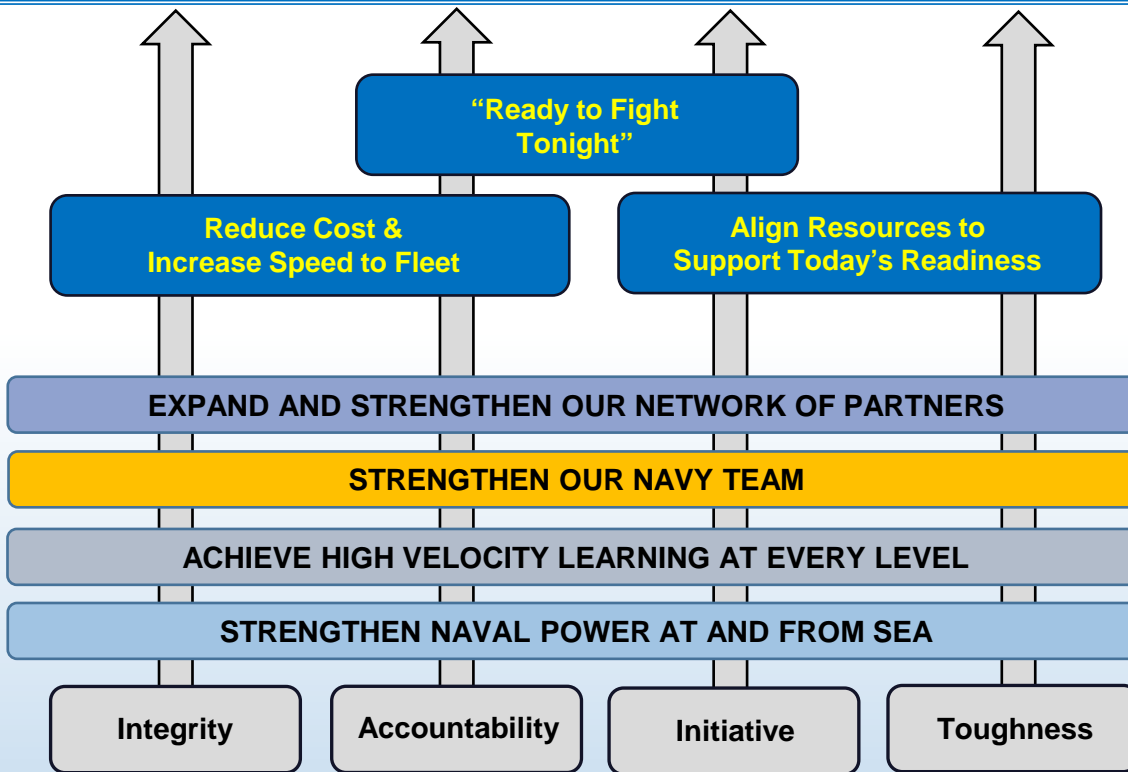 “Ready to Fight
Tonight”
Reduce Cost &
Increase Speed to Fleet
Align Resources to
Support Today’s Readiness
EXPAND AND STRENGTHEN OUR NETWORK OF PARTNERS
STRENGTHEN OUR NAVY TEAM
ACHIEVE HIGH VELOCITY LEARNING AT EVERY LEVEL
STRENGTHEN NAVAL POWER AT AND FROM SEA
Integrity
Accountability
Initiative
Toughness